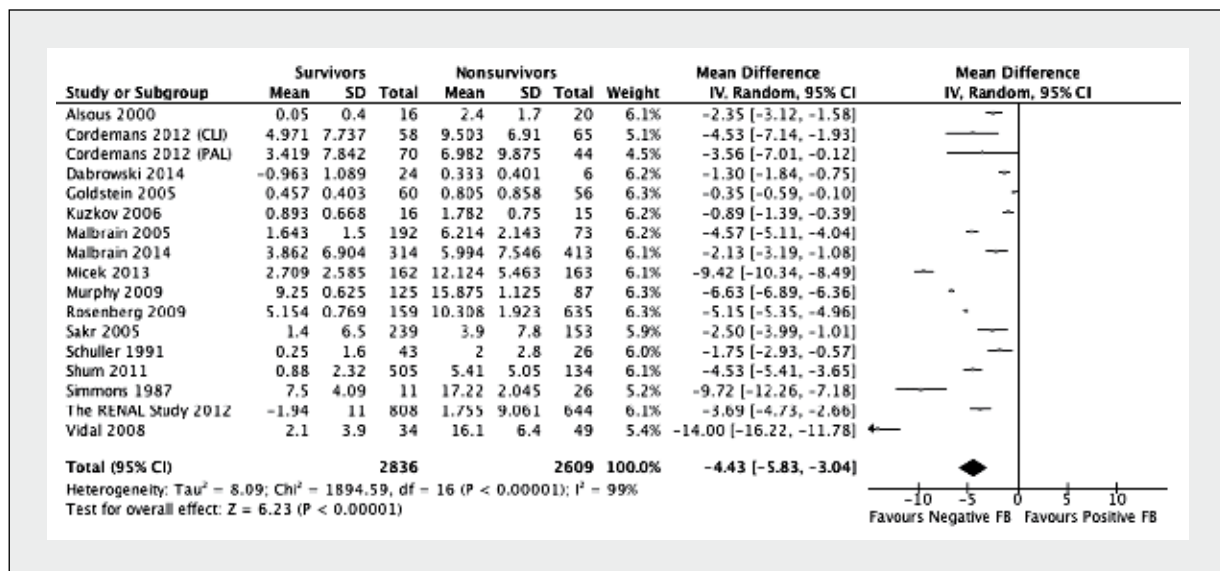 Survivors Nonsurvivors Mean Difference Mean Difference
Study or Subgroup Mean SD Total Mean SD Total Weight IV, Random, 95% CI IV, Random, 95% CI
Alsous 2000 0.05 0.4 16 2.4 1.7 20 6.1% -2.35 [-3.12, -1.58]
Cordemans 2012 (CLI) 4.971 7.737 58 9.503 6.91 65 5.1% -4.53 [-7.14, -1.93]
Cordemans 2012 (PAL) 3.419 7.842 70 6.982 9.875 44 4.5% -3.56 [-7.01, -0.12]
Dabrowski 2014 -0.963 1.089 24 0.333 0.401 6 6.2% -1.30 [-1.84, -0.75]
Goldstein 2005 0.457 0.403 60 0.805 0.858 56 6.3% -0.35 [-0.59, -0.10]
Kuzkov 2006 0.893 0.668 16 1.782 0.75 15 6.2% -0.89 [-1.39, -0.39]
Malbrain 2005 1.643 1.5 192 6.214 2.143 73 6.2% -4.57 [-5.11, -4.04]
Malbrain 2014 3.862 6.904 314 5.994 7.546 413 6.1% -2.13 [-3.19, -1.08]
Micek 2013 2.709 2.585 162 12.124 5.463 163 6.1% -9.42 [-10.34, -8.49]
Murphy 2009 9.25 0.625 125 15.875 1.125 87 6.3% -6.63 [-6.89, -6.36]
Rosenberg 2009 5.154 0.769 159 10.308 1.923 635 6.3% -5.15 [-5.35, -4.96]
Sakr 2005 1.4 6.5 239 3.9 7.8 153 5.9% -2.50 [-3.99, -1.01]
Schuller 1991 0.25 1.6 43 2 2.8 26 6.0% -1.75 [-2.93, -0.57]
Shum 2011 0.88 2.32 505 5.41 5.05 134 6.1% -4.53 [-5.41, -3.65]
Simmons 1987 7.5 4.09 11 17.22 2.045 26 5.2% -9.72 [-12.26, -7.18]
The RENAL Study 2012 -1.94 11 808 1.755 9.061 644 6.1% -3.69 [-4.73, -2.66]
Vidal 2008 2.1 3.9 34 16.1 6.4 49 5.4% -14.00 [-16.22, -11.78]
Total (95% CI) 2836 2609 100.0% -4.43 [-5.83, -3.04]
Heterogeneity: Tau² = 8.09; Chi² = 1894.59, df = 16 (P < 0.00001); I² = 99%
Test for overall effect: Z = 6.23 (P < 0.00001)
-10 -5 0 5 10
Favours Negative FB Favours Positive FB